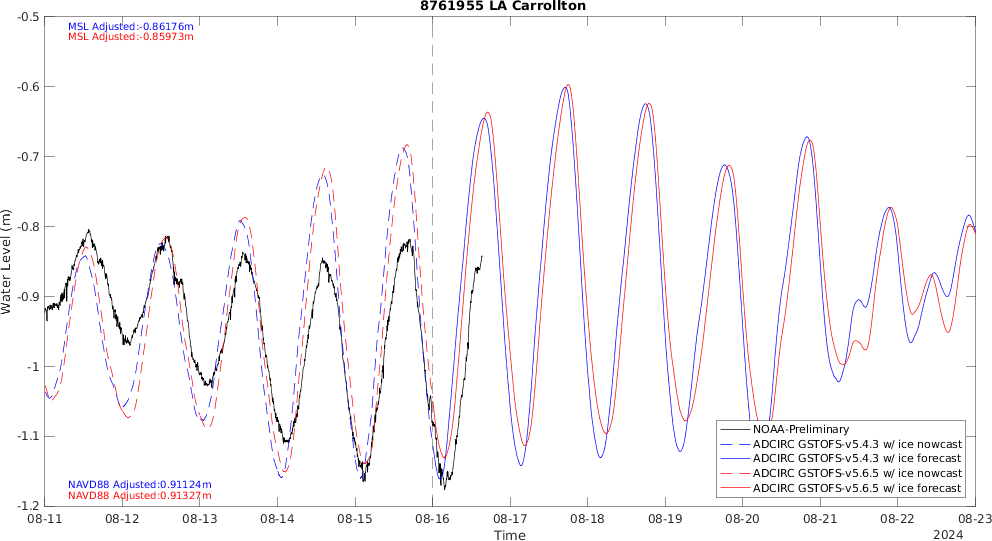 8761955 LA Carrollton
MSL Adjusted:-0.86176m
MSL Adjusted:-0.85973m
-0.5
-0.6
-0.7
-0.8
-0.9
-1
-1.1
-1.2
Water Level (m)
NAVD88 Adjusted:0.91124m
NAVD88 Adjusted:0.91327m
NOAA-Preliminary
ADCIRC GSTOFS-v5.4.3 w/ ice nowcast
ADCIRC GSTOFS-v5.4.3 w/ ice forecast
ADCIRC GSTOFS-v5.6.5 w/ ice nowcast
ADCIRC GSTOFS-v5.6.5 w/ ice forecast
08-11 08-12 08-13 08-14 08-15 08-16 08-17 08-18 08-19 08-20 08-21 08-22 08-23
Time
2024